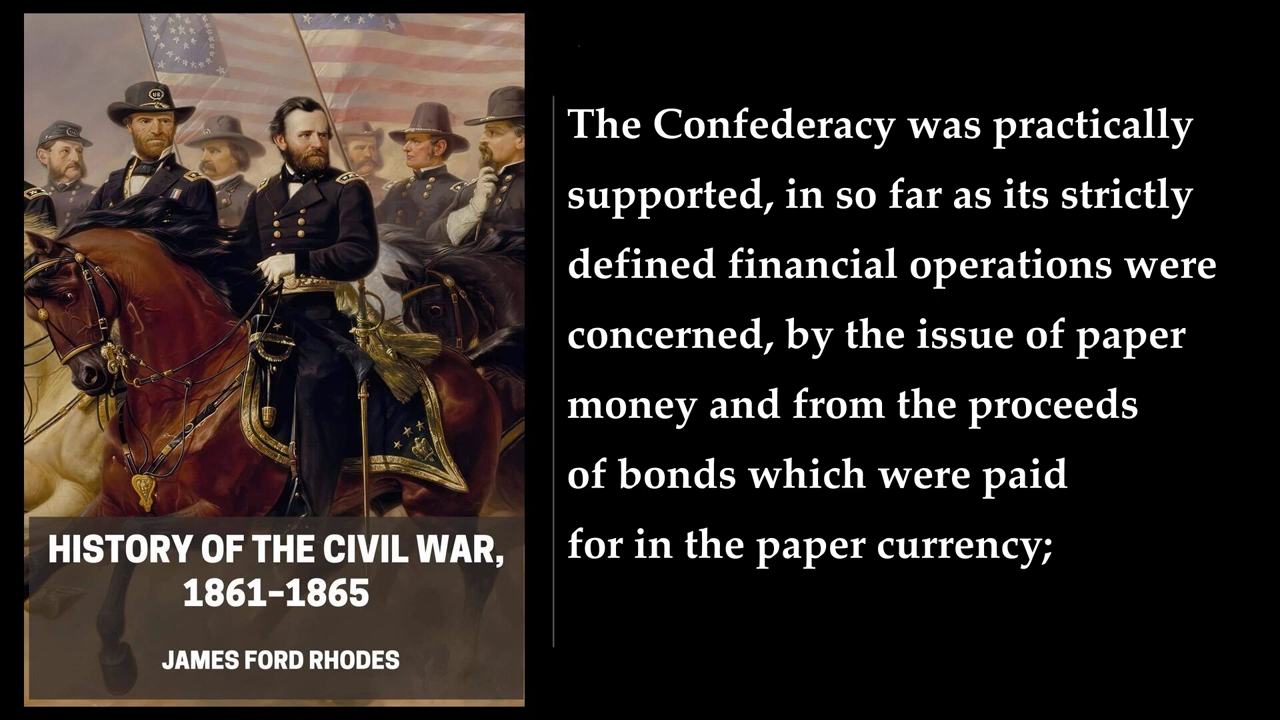 HISTORY OF THE CIVIL WAR,
1861–1865
JAMES FORD RHODES
The Confederacy was practically
supported, in so far as its strictly
defined financial operations were
concerned, by the issue of paper
money and from the proceeds
of bonds which were paid
for in the paper currency;